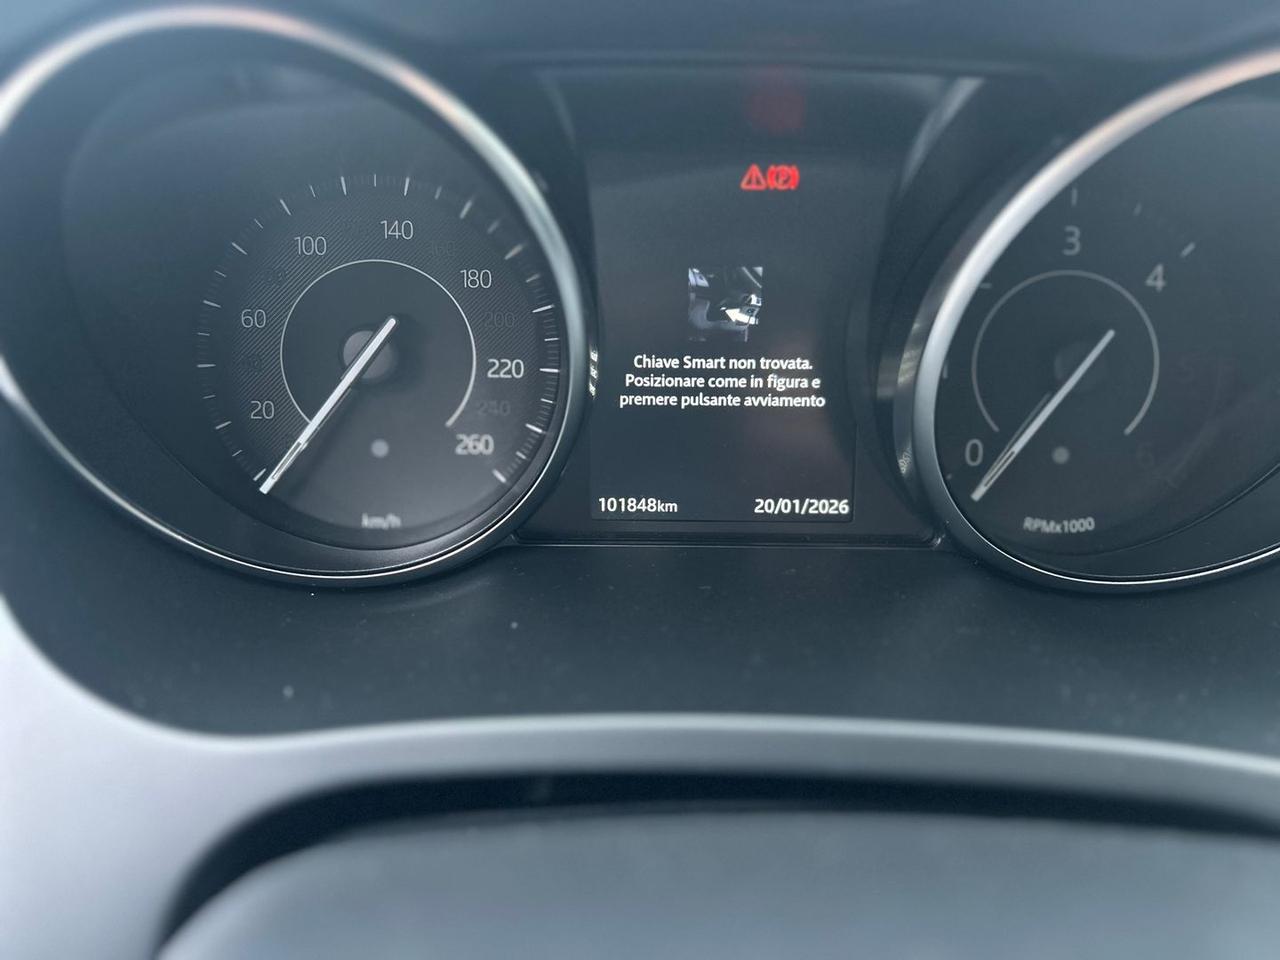 20
60
100
140
180
220
240
260
km/h
Chiave Smart non trovata.
Posizionare come in figura e
premere pulsante avviamento
101848km
20/01/2026
0
3
4
RPMx1000